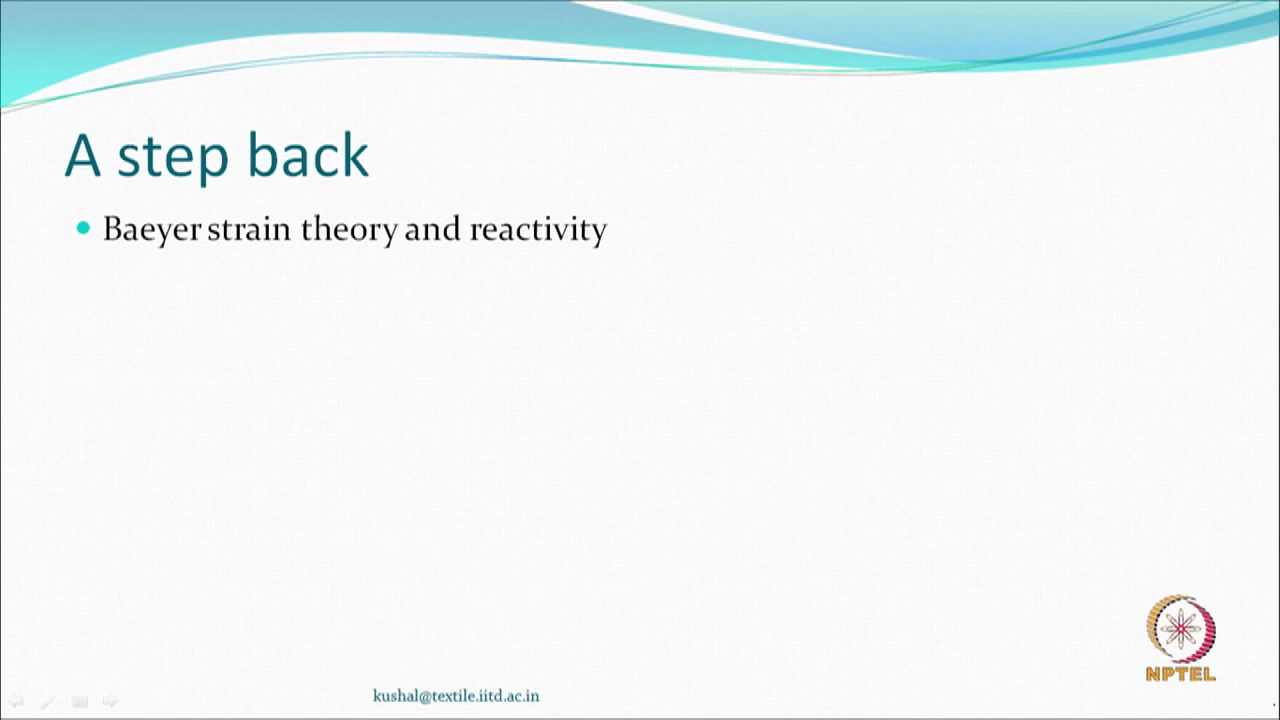 A step back
Baeyer strain theory and reactivity
NPTEL
kushal@textile.iitd.ac.in